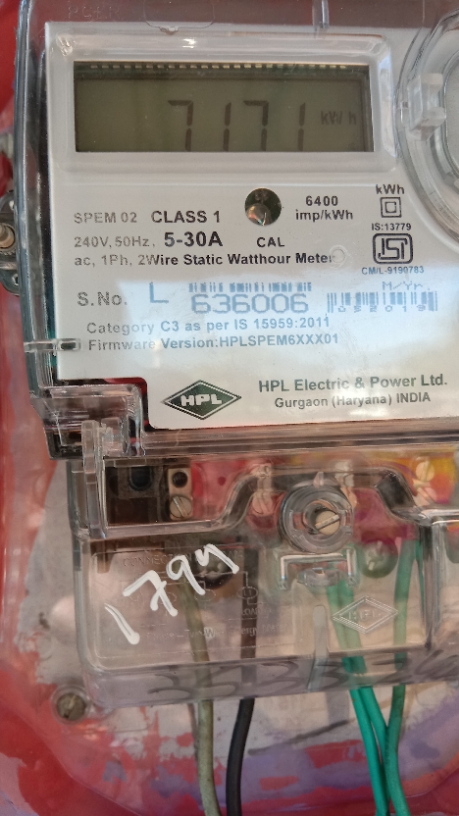 7171 kWh
6400
imp/kWh
kWh
SPEM 02 CLASS 1
240V, 50Hz, 5-30A
CAL
IS:13779
ac, 1Ph, 2Wire Static Watthour Meter
CM/L-9190783
S.No. L 636006
M/Yr.
052019
Category C3 as per IS 15959:2011
Firmware Version:HPLSPEM6XXX01
HPL
HPL Electric & Power Ltd.
Gurgaon (Haryana) INDIA
1794
HPL